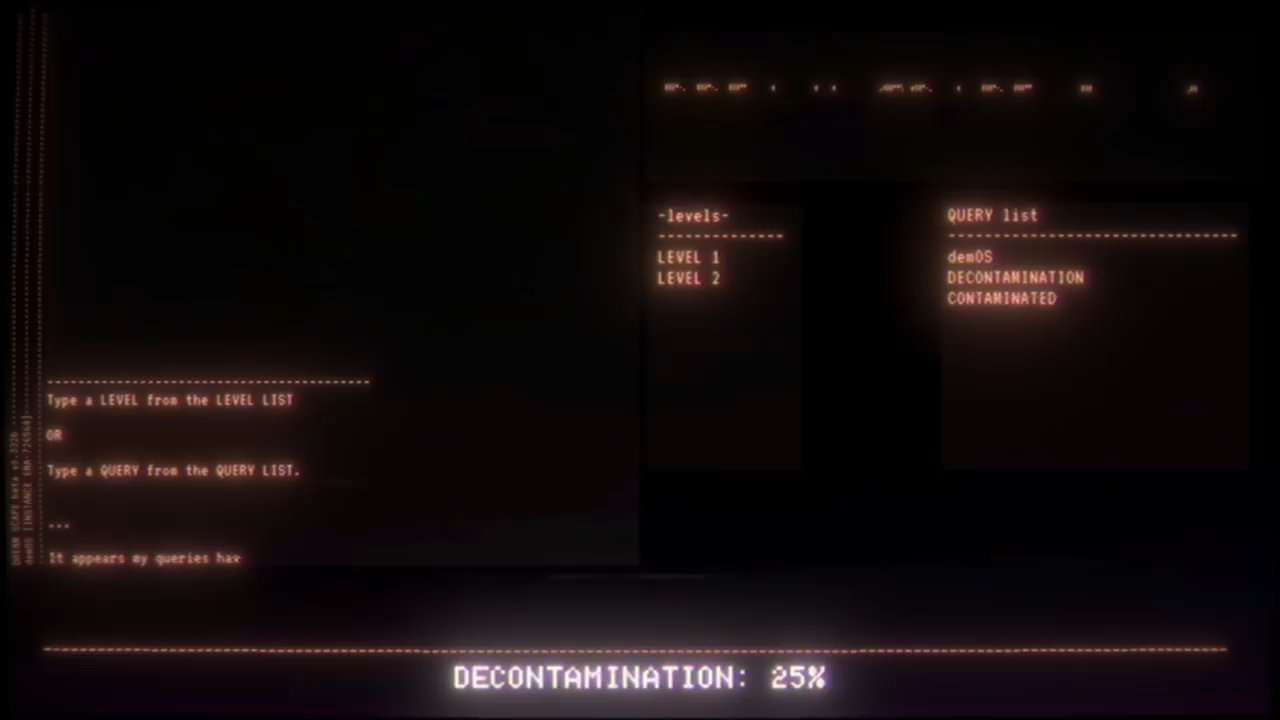 -levels-
LEVEL 1
LEVEL 2
QUERY list
demOS
DECONTAMINATION
CONTAMINATED
Type a LEVEL from the LEVEL LIST
OR
Type a QUERY from the QUERY LIST.
...
It appears my queries hav
DECONTAMINATION: 25%